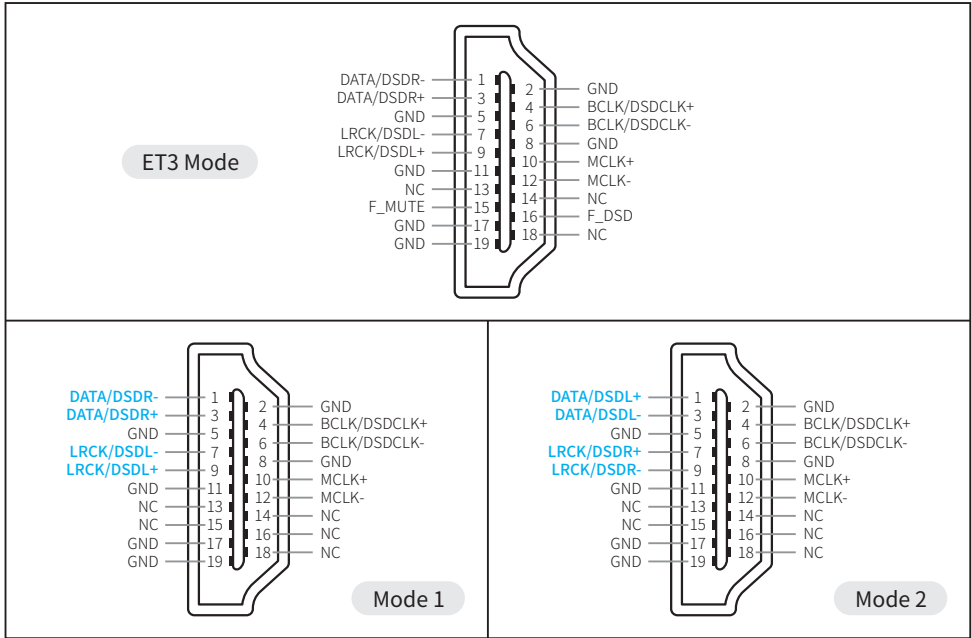 ET3 Mode
DATA/DSDR- 1
DATA/DSDR+ 3
GND 5
LRCK/DSDL- 7
LRCK/DSDL+ 9
GND 11
NC 13
F_MUTE 15
GND 17
GND 19
2 GND
4 BCLK/DSDCLK+
6 BCLK/DSDCLK-
8 GND
10 MCLK+
12 MCLK-
14 NC
16 F_DSD
18 NC
DATA/DSDR- 1
DATA/DSDR+ 3
GND 5
LRCK/DSDL- 7
LRCK/DSDL+ 9
GND 11
NC 13
NC 15
GND 17
GND 19
2 GND
4 BCLK/DSDCLK+
6 BCLK/DSDCLK-
8 GND
10 MCLK+
12 MCLK-
14 NC
16 NC
18 NC
Mode 1
DATA/DSDL+ 1
DATA/DSDL- 3
GND 5
LRCK/DSDR+ 7
LRCK/DSDR- 9
GND 11
NC 13
NC 15
GND 17
GND 19
2 GND
4 BCLK/DSDCLK+
6 BCLK/DSDCLK-
8 GND
10 MCLK+
12 MCLK-
14 NC
16 NC
18 NC
Mode 2